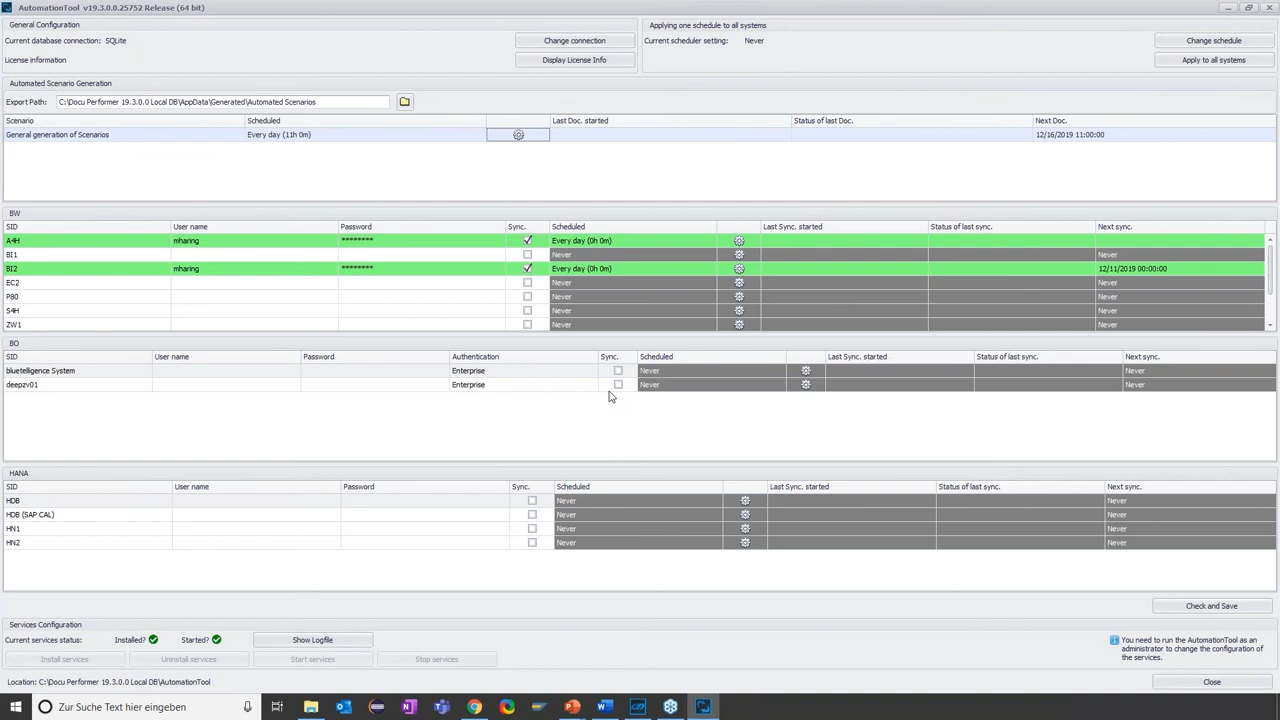 AutomationTool v19.3.0.0.25752 Release (64 bit)
General Configuration
Applying one schedule to all systems
Current database connection: SQLite
Change connection
Current scheduler setting: Never
Change schedule
License information
Display License Info
Apply to all systems
Automated Scenario Generation
Export Path: C:\Docu Performer 19.3.0.0 Local DB\AppData\Generated\Automated Scenarios
Scenario Scheduled Last Doc. started Status of last Doc. Next Doc.
General generation of Scenarios Every day (11h 0m) 12/16/2019 11:00:00
BW
SID User name Password Sync. Scheduled Last Sync. started Status of last sync. Next sync.
A4H mharing ******** Every day (0h 0m)
BI1 Never Never
BI2 mharing ******** Every day (0h 0m) 12/11/2019 00:00:00
EC2 Never Never
P80 Never Never
S4H Never Never
ZW1 Never Never
BO
SID User name Password Authentication Sync. Scheduled Last Sync. started Status of last sync. Next sync.
bluetelligence System Enterprise Never Never
deepzv01 Enterprise Never Never
HANA
SID User name Password Sync. Scheduled Last Sync. started Status of last sync. Next sync.
HDB Never Never
HDB (SAP CAL) Never Never
HN1 Never Never
HN2 Never Never
Check and Save
Services Configuration
Current services status: Installed? Started? Show Logfile
You need to run the AutomationTool as an
administrator to change the configuration of
the services.
Install services Uninstall services Start services Stop services
Location: C:\Docu Performer 19.3.0.0 Local DB\AutomationTool
Close
Zur Suche Text hier eingeben